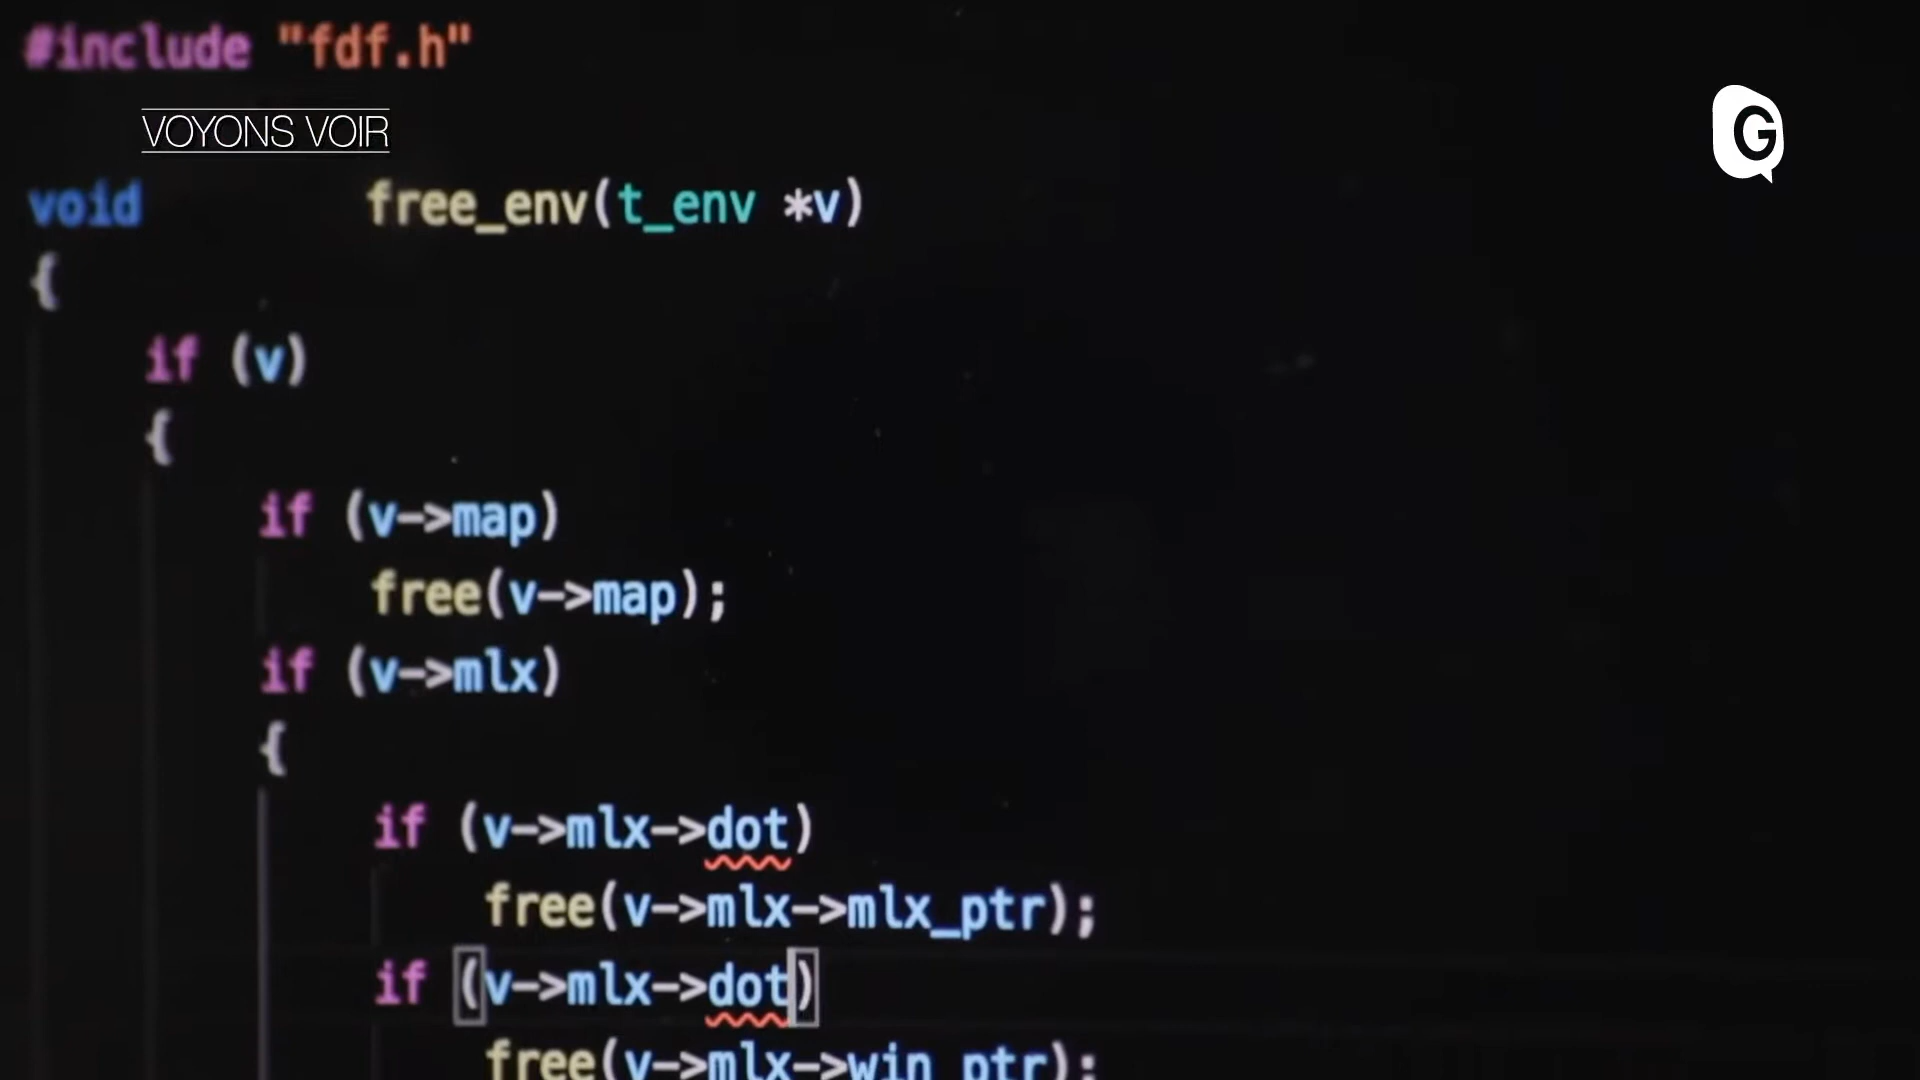 #include "fdf.h"
VOYONS VOIR
G
void free_env(t_env *v)
{
if (v)
{
if (v->map)
free(v->map);
if (v->mlx)
{
if (v->mlx->dot)
free(v->mlx->mlx_ptr);
if (v->mlx->dot)
free(v->mlx->win_ptr);